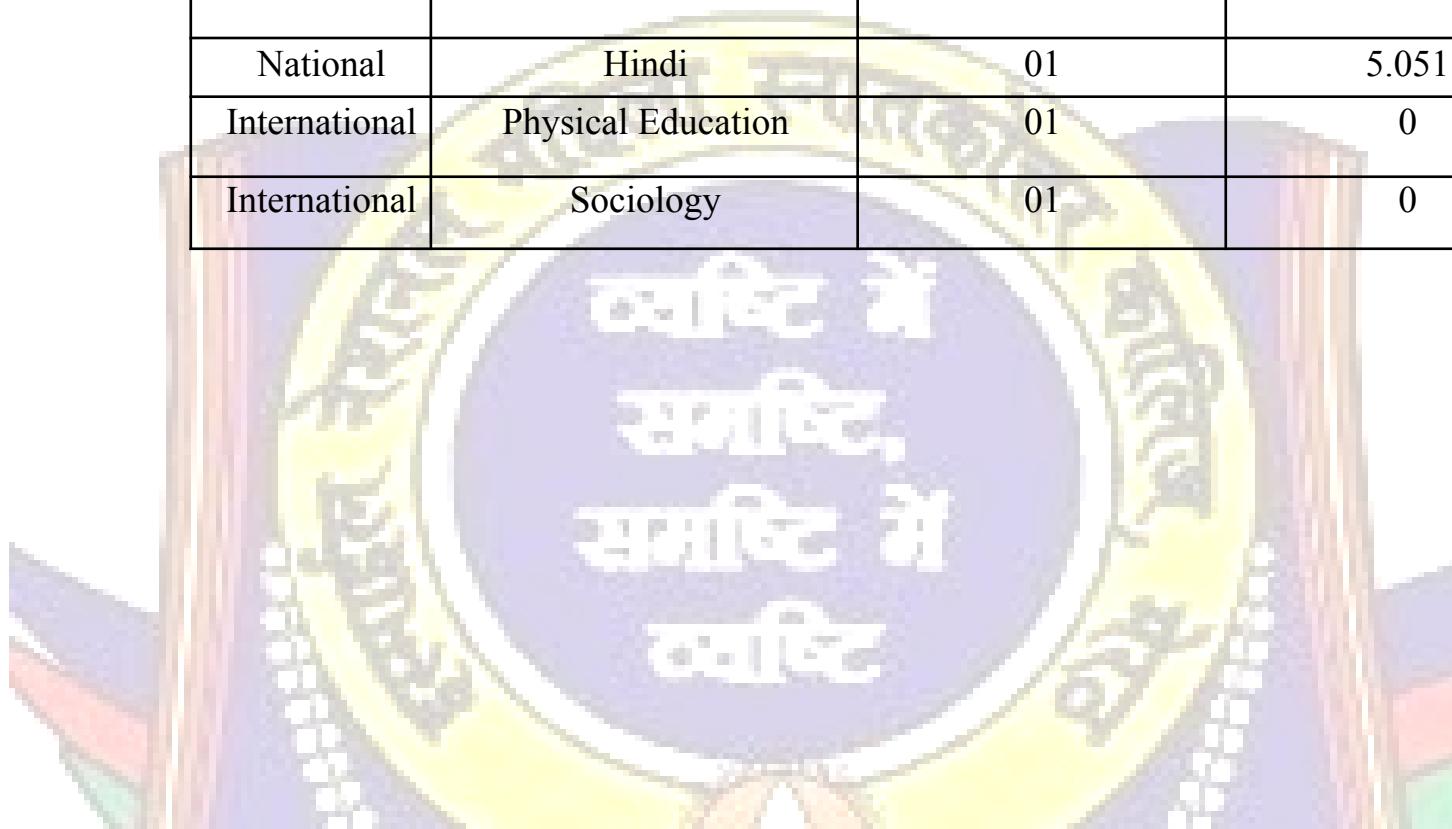 National Hindi 01 5.051
International Physical Education 01 0
International Sociology 01 0
व्यष्टि में
समष्टि,
समष्टि में
व्यष्टि